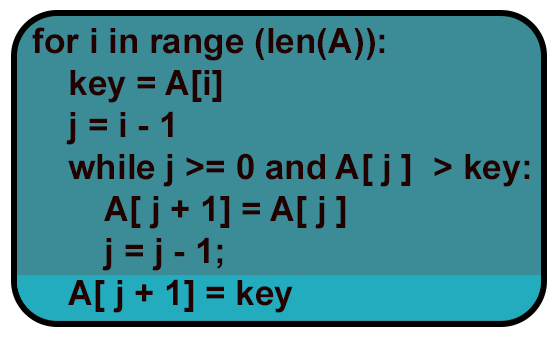 for i in range (len(A)):
key = A[i]
j = i - 1
while j >= 0 and A[ j ]  > key:
A[ j + 1] = A[ j ]
j = j - 1;
A[ j + 1] = key